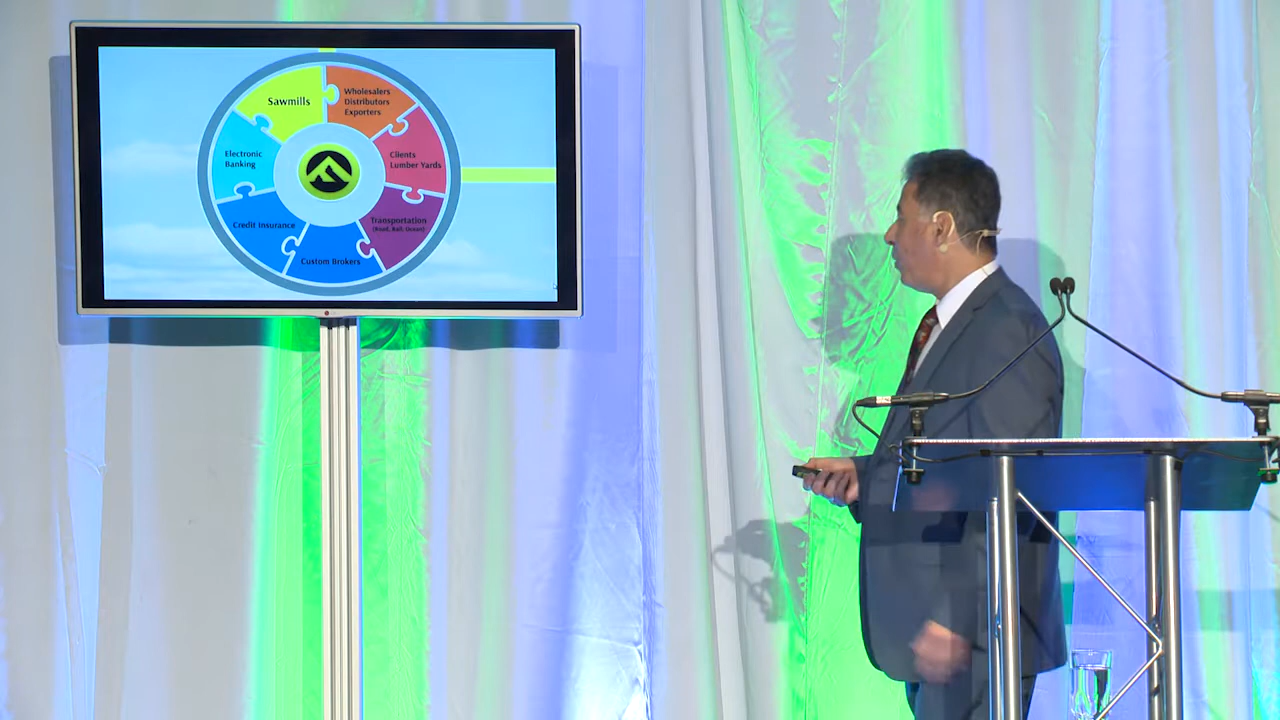 Sawmills
Wholesalers
Distributors
Exporters
Electronic
Banking
Clients
Lumber Yards
Credit Insurance
Transportation
(Road, Rail, Ocean)
Custom Brokers